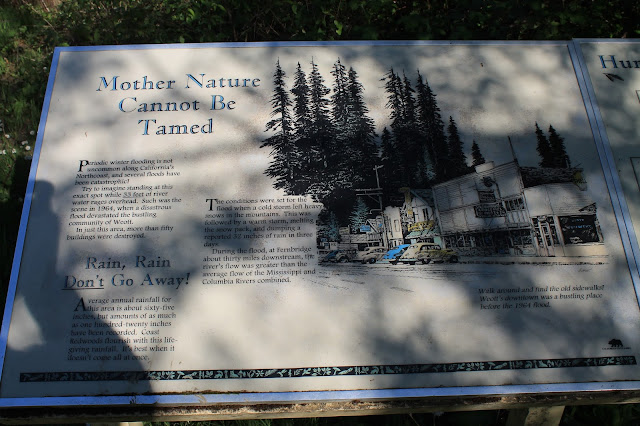 Mother Nature
Cannot Be
Tamed
Periodic winter flooding is not
uncommon along California's
Northcoast, and several floods have
been catastrophic!
Try to imagine standing at this
exact spot while 33 feet of river
water rages overhead. Such was the
scene in 1964, when a disastrous
flood devastated the bustling
community of Weott.
In just this area, more than fifty
buildings were destroyed.
Rain, Rain
Don't Go Away!
Average annual rainfall for
this area is about sixty-five
inches, but amounts of as much
as one hundred-twenty inches
have been recorded. Coast
Redwoods flourish with this life-
giving rainfall. It's best when it
doesn't come all at once.
The conditions were set for the
flood when a cold storm left heavy
snows in the mountains. This was
followed by a warm storm, melting
the snow pack, and dumping a
reported 31 inches of rain in three
days.
During the flood, at Fernbridge
about thirty miles downstream, the
river's flow was greater than the
average flow of the Mississippi and
Columbia Rivers combined.
Walk around and find the old sidewalks!
Weott's downtown was a bustling place
before the 1964 flood.
Hu